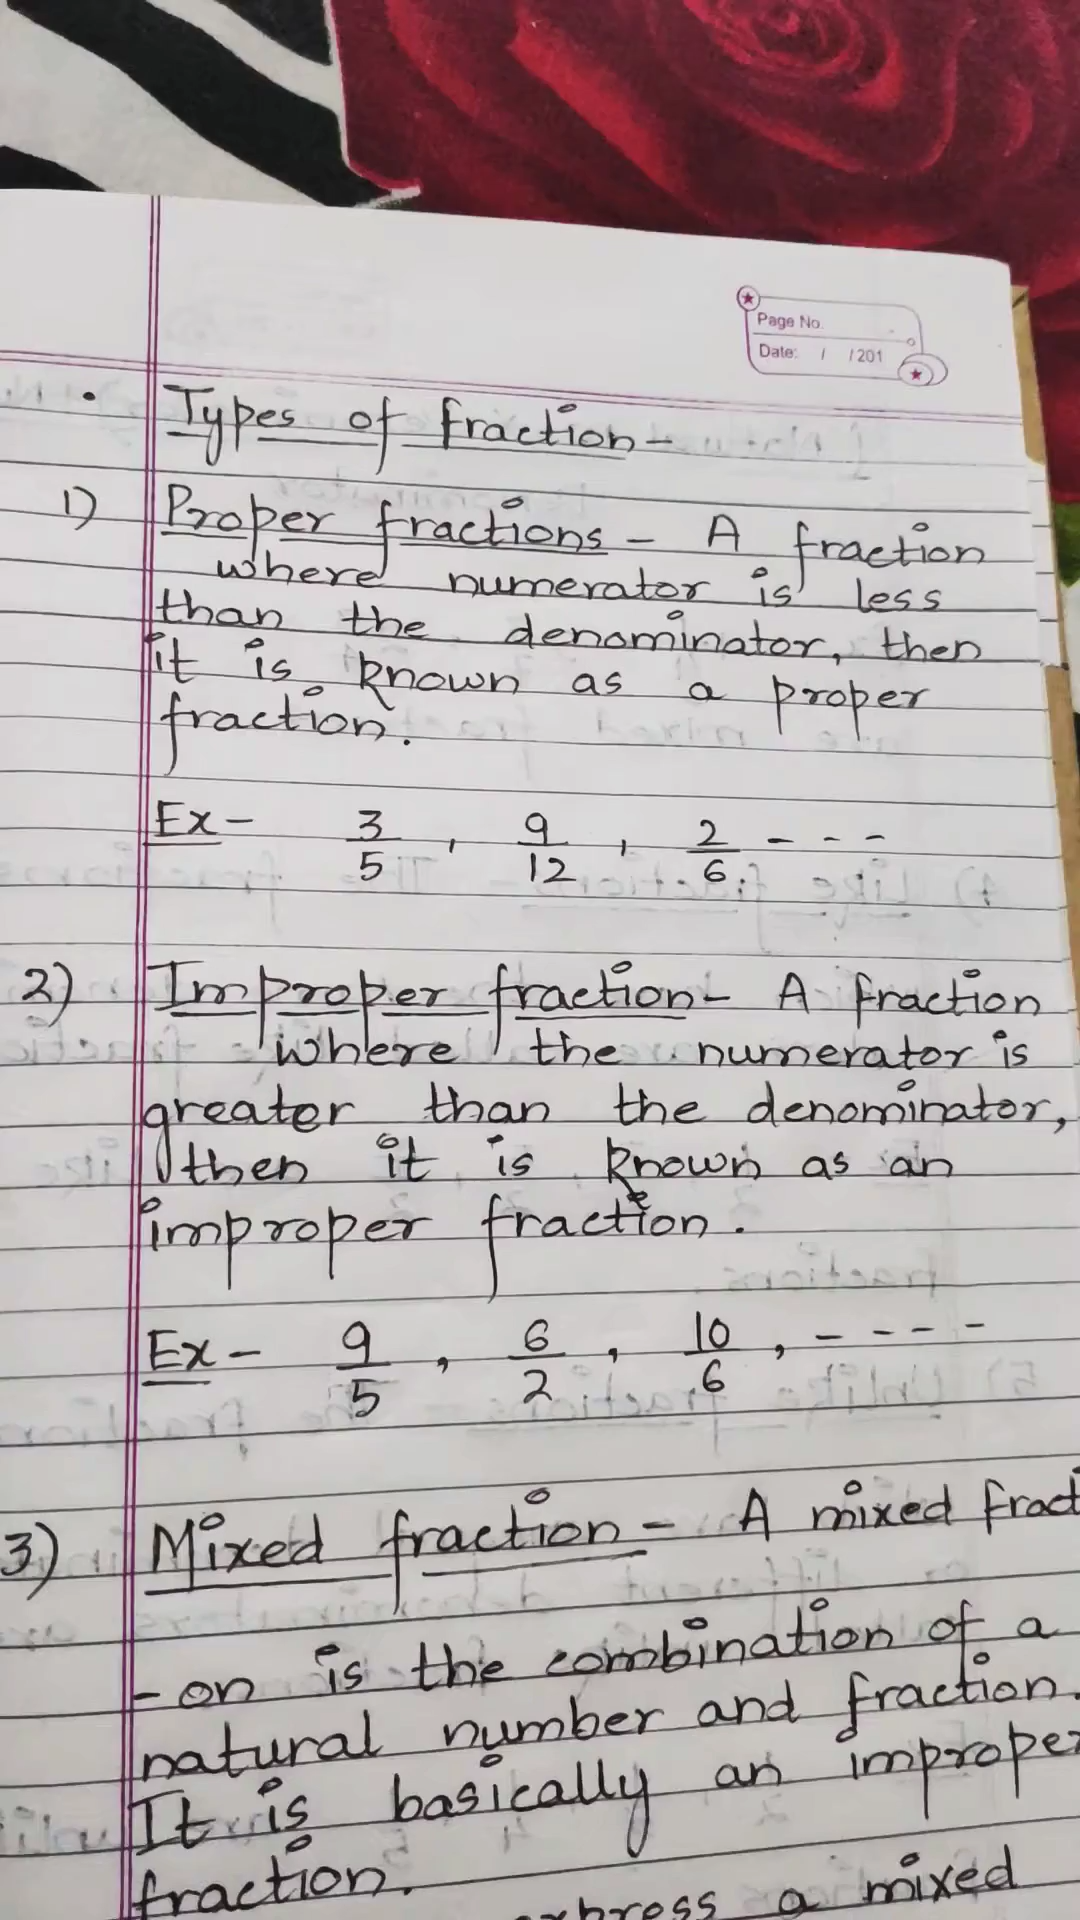 Page No.
Date: / /201
• Types of fraction-
1) Proper fractions - A fraction
where numerator is less
than the denominator, then
it is known as a proper
fraction.
Ex- 3/5 , 9/12 , 2/6 - - -
2) Improper fraction- A fraction
where the numerator is
greater than the denominator,
then it is known as an
improper fraction.
Ex- 9/5 , 6/2 , 10/6 , - - - -
3) Mixed fraction- A mixed fracti
-on is the combination of a
natural number and fraction.
It is basically an improper
fraction.
a mixed